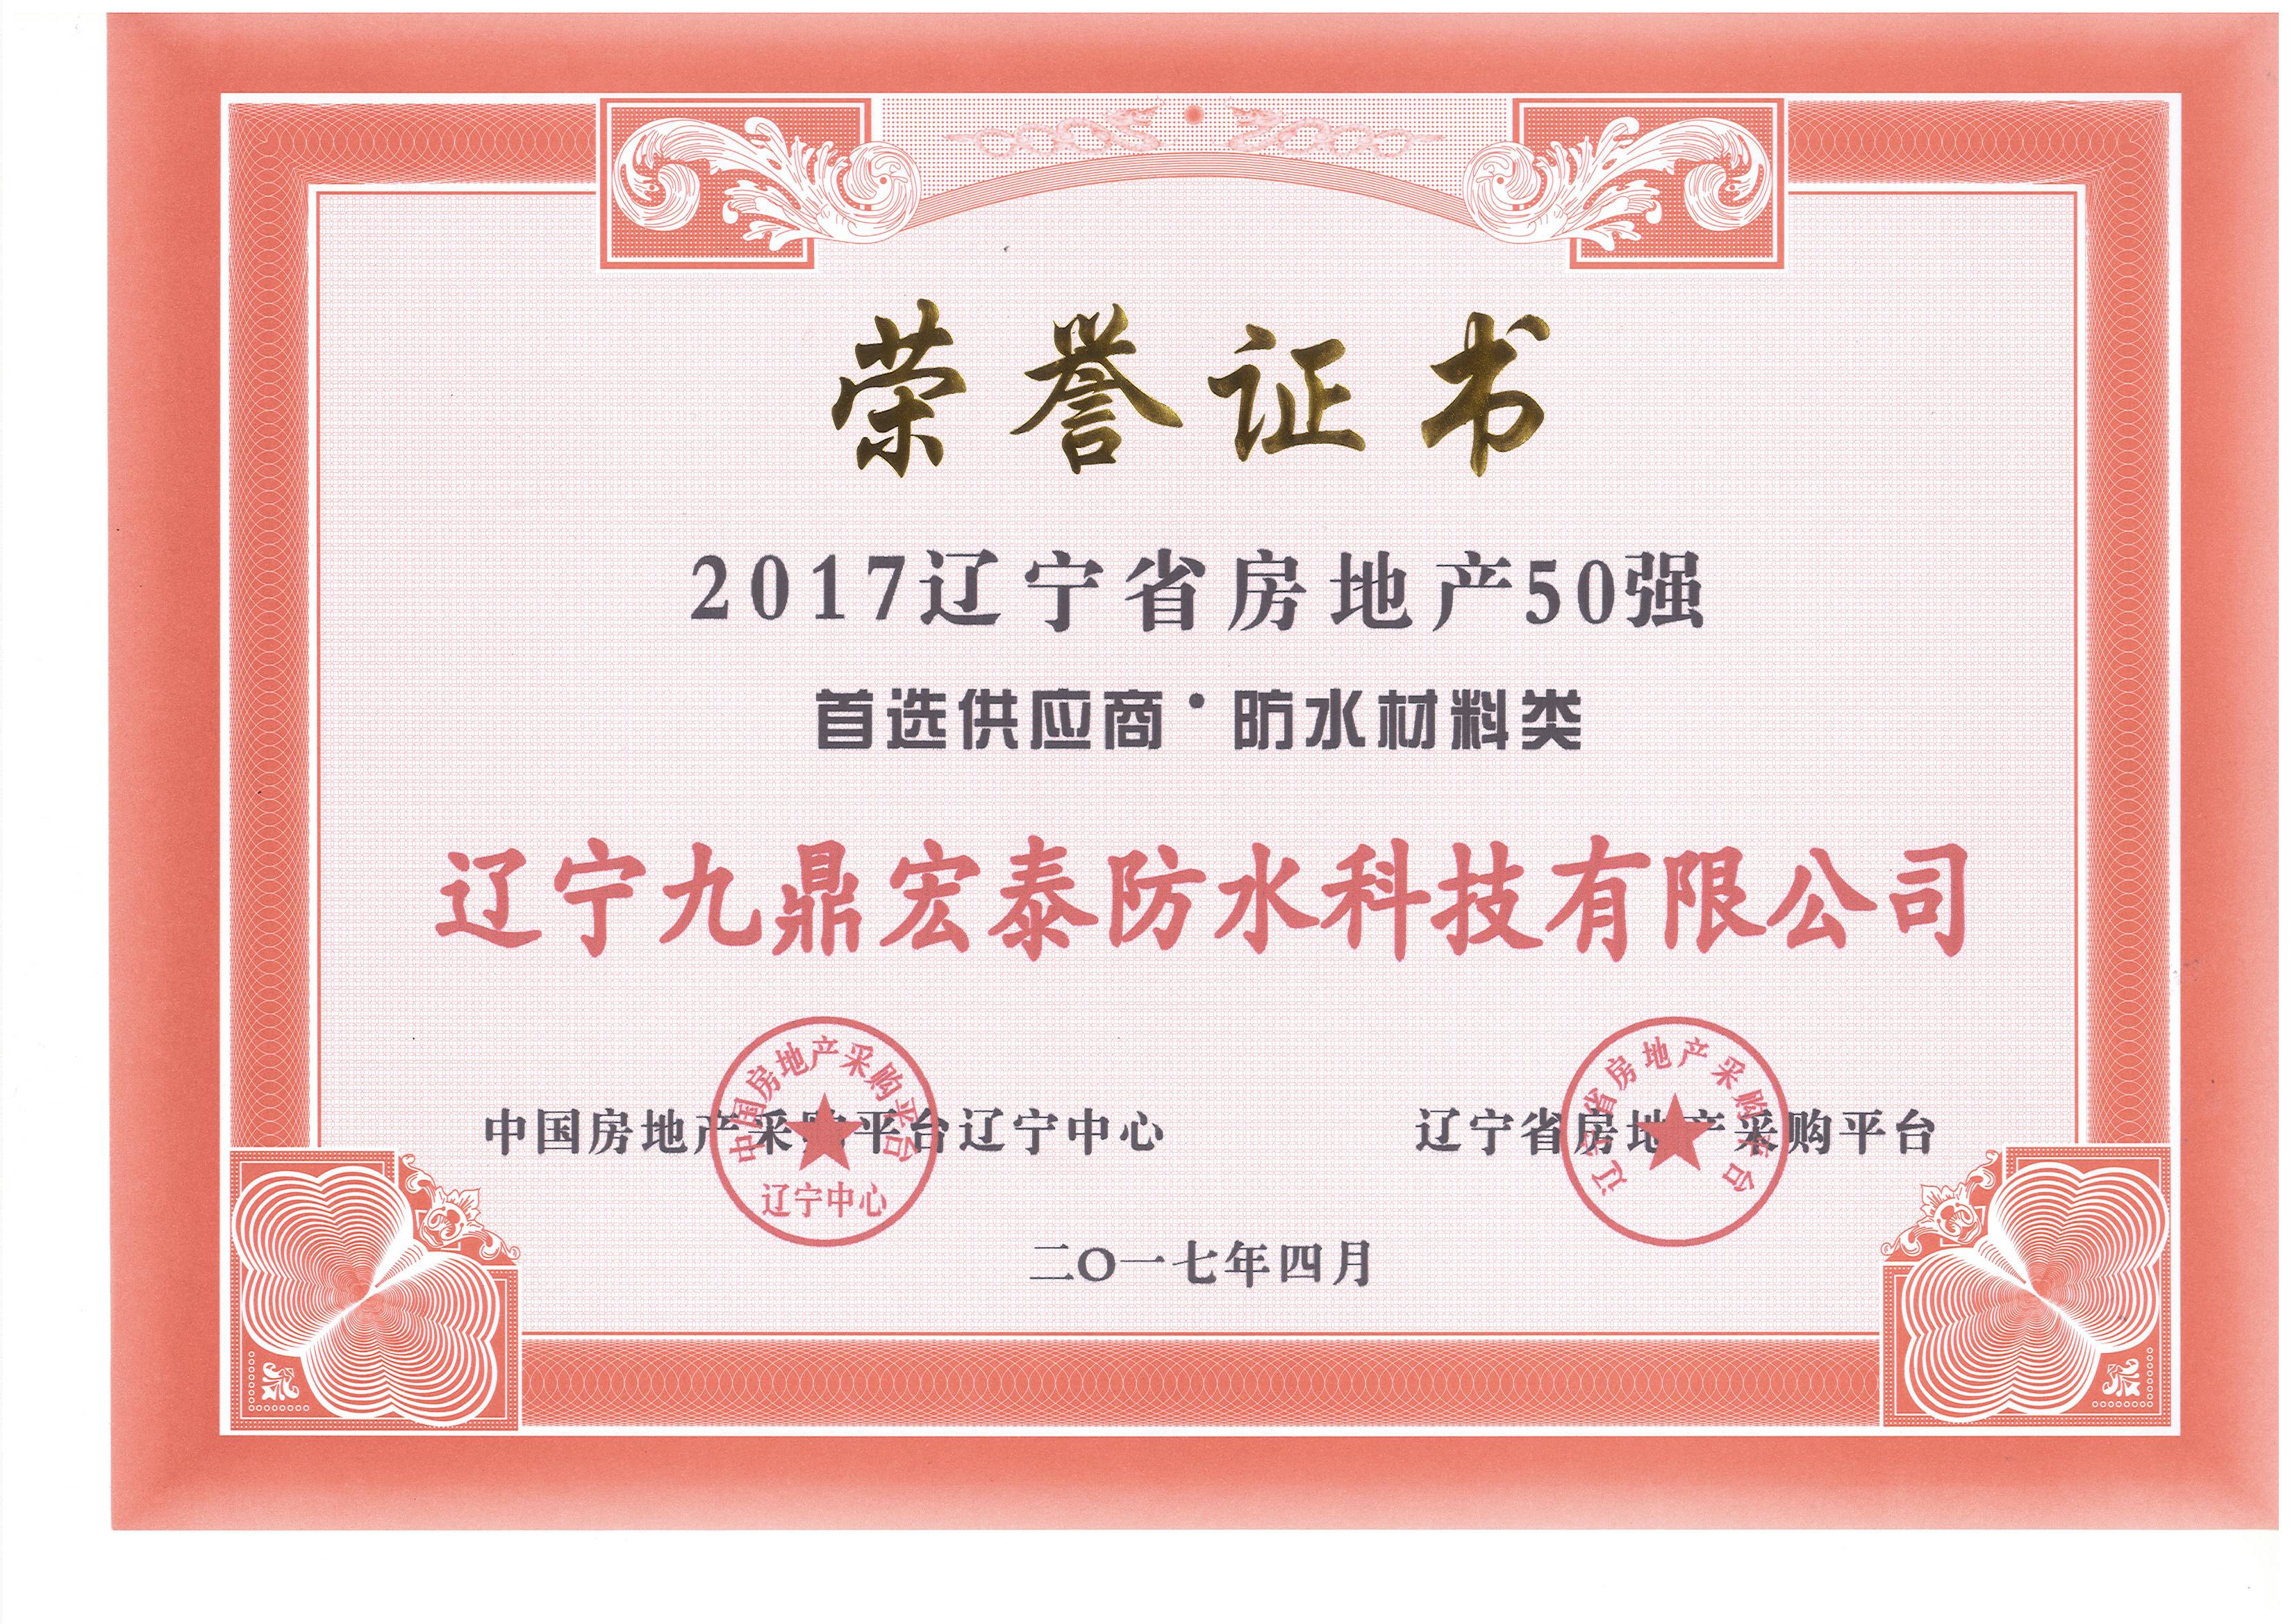 荣誉证书
2017辽宁省房地产50强
首选供应商·防水材料类
辽宁九鼎宏泰防水科技有限公司
中国房地产采购平台
辽宁中心
辽宁省房地产采购平台
中国房地产采购平台辽宁中心
辽宁省房地产采购平台
二〇一七年四月